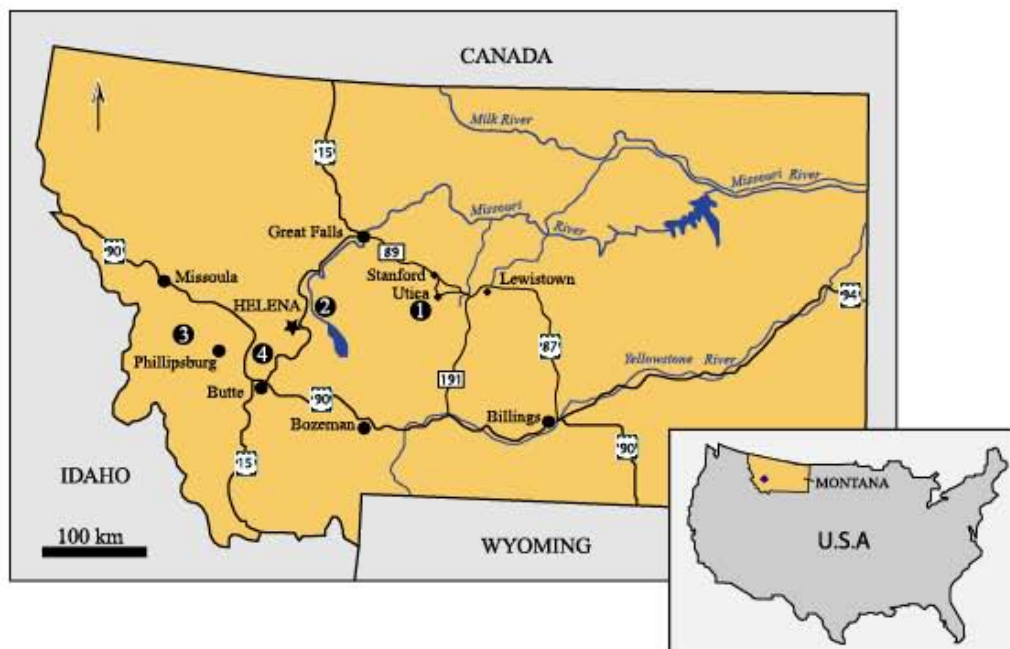 CANADA
Milk River
'15'
Missouri River
Missouri
River
Great Falls
89
'90'
Missoula
Stanford
Lewistown
Utica
'94'
HELENA
2
1
3
Phillipsburg
4
'87'
Yellowstone River
191
Butte
'90'
Billings
Bozeman
'90'
'15'
IDAHO
100 km
WYOMING
MONTANA
U.S.A